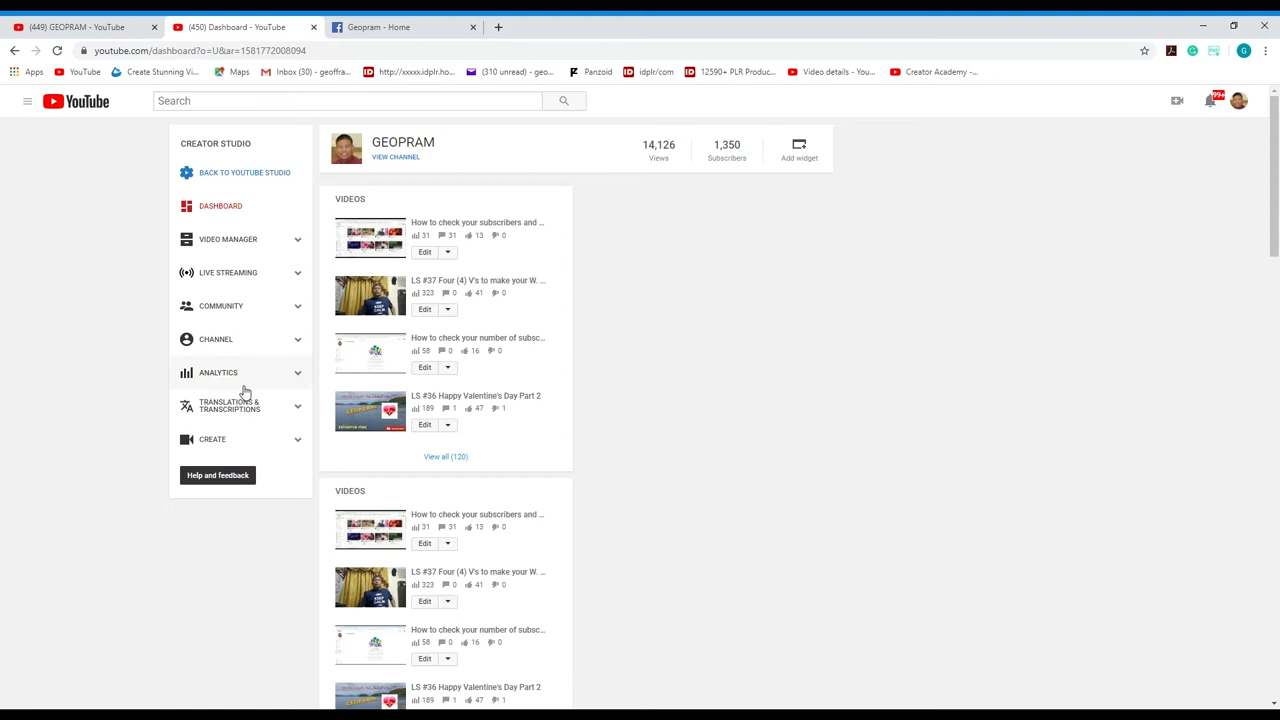 (449) GEOPRAM - YouTube
(450) Dashboard - YouTube
Geopram - Home
youtube.com/dashboard?o=U&ar=1581772008094
Apps
YouTube
Create Stunning Vi...
Maps
Inbox (30) - geoffra...
http://xxxxx.idplr.ho...
(310 unread) - geo...
Panzoid
idplr/com
12590+ PLR Produc...
Video details - You...
Creator Academy -...
YouTube
Search
99+
CREATOR STUDIO
BACK TO YOUTUBE STUDIO
DASHBOARD
VIDEO MANAGER
LIVE STREAMING
COMMUNITY
CHANNEL
ANALYTICS
TRANSLATIONS &
TRANSCRIPTIONS
CREATE
Help and feedback
GEOPRAM
VIEW CHANNEL
14,126
Views
1,350
Subscribers
Add widget
VIDEOS
How to check your subscribers and ...
31 31 13 0
Edit
LS #37 Four (4) V's to make your W. ...
323 0 41 0
Edit
How to check your number of subsc...
58 0 16 0
Edit
LS #36 Happy Valentine's Day Part 2
189 1 47 1
Edit
View all (120)
VIDEOS
How to check your subscribers and ...
31 31 13 0
Edit
LS #37 Four (4) V's to make your W. ...
323 0 41 0
Edit
How to check your number of subsc...
58 0 16 0
Edit
LS #36 Happy Valentine's Day Part 2
189 1 47 1